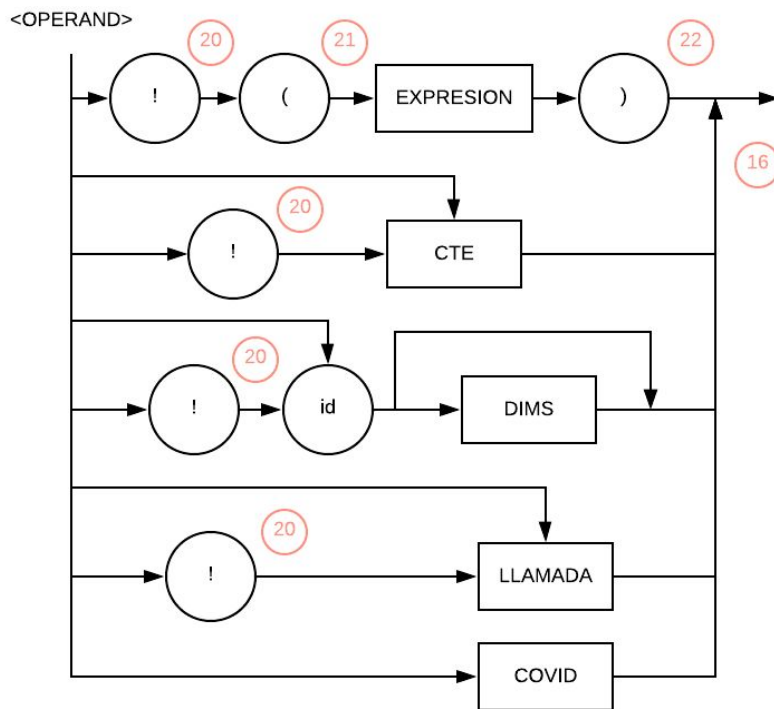 <OPERAND>
20 21 22
! ( EXPRESION )
16
20
! CTE
20
! id DIMS
20
! LLAMADA
COVID